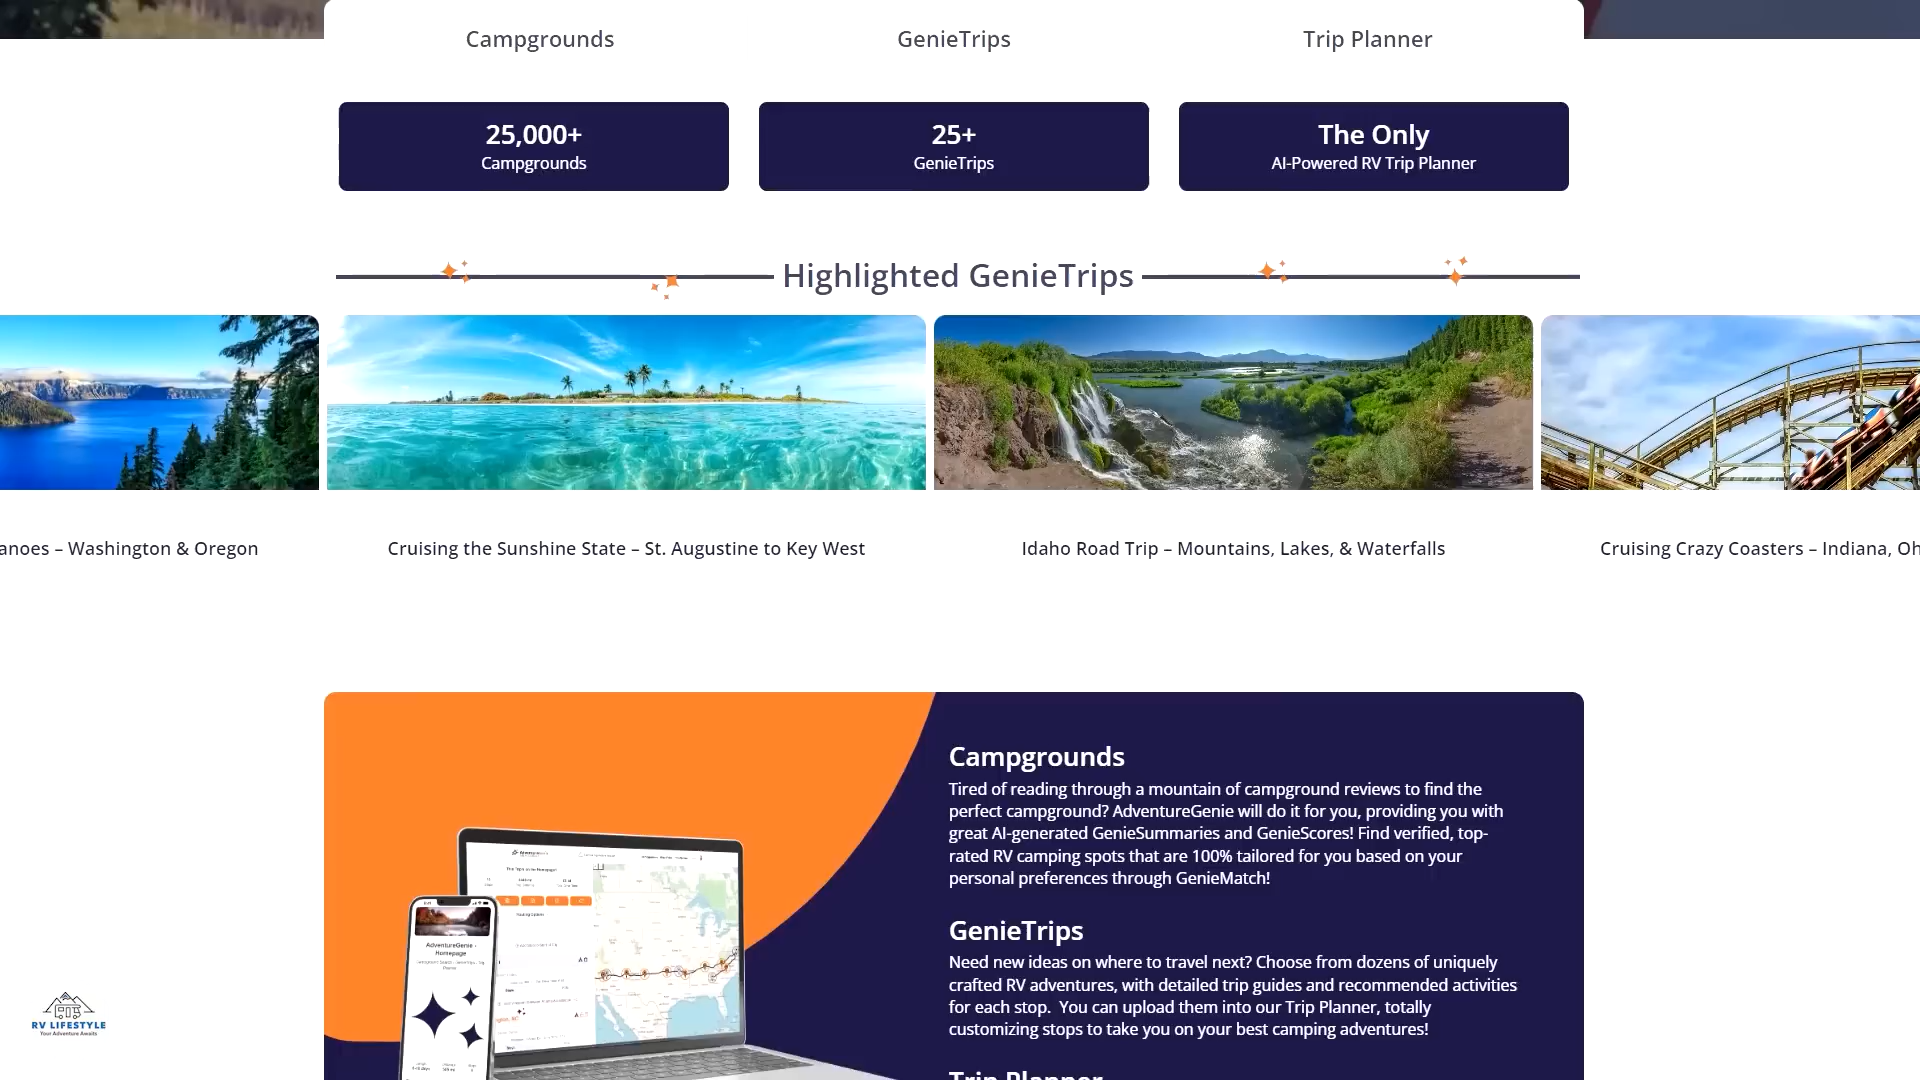 Campgrounds
GenieTrips
Trip Planner
25,000+
Campgrounds
25+
GenieTrips
The Only
AI-Powered RV Trip Planner
Highlighted GenieTrips
anoes – Washington & Oregon
Cruising the Sunshine State – St. Augustine to Key West
Idaho Road Trip – Mountains, Lakes, & Waterfalls
Cruising Crazy Coasters – Indiana, Oh
Campgrounds
Tired of reading through a mountain of campground reviews to find the
perfect campground? AdventureGenie will do it for you, providing you with
great AI-generated GenieSummaries and GenieScores! Find verified, top-
rated RV camping spots that are 100% tailored for you based on your
personal preferences through GenieMatch!
GenieTrips
Need new ideas on where to travel next? Choose from dozens of uniquely
crafted RV adventures, with detailed trip guides and recommended activities
for each stop. You can upload them into our Trip Planner, totally
customizing stops to take you on your best camping adventures!
Trip Planner
AdventureGenie -
Homepage
RV LIFESTYLE
Your Adventure Awaits